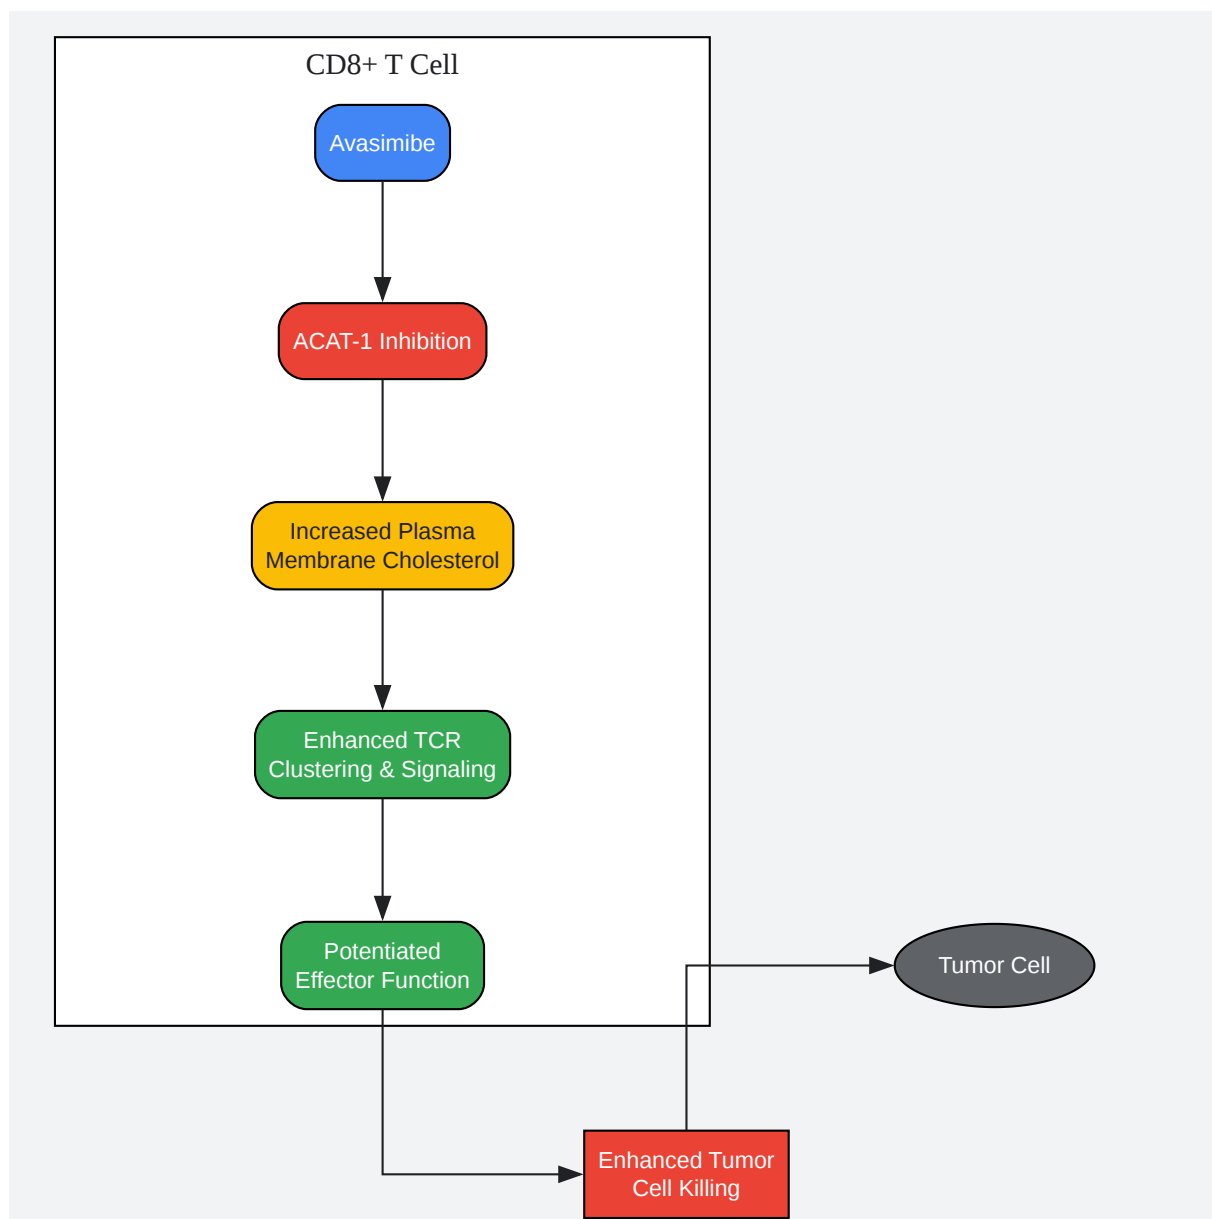 CD8+ T Cell
Avasimibe
ACAT-1 Inhibition
Increased Plasma
Membrane Cholesterol
Enhanced TCR
Clustering & Signaling
Potentiated
Effector Function
Tumor Cell
Enhanced Tumor
Cell Killing